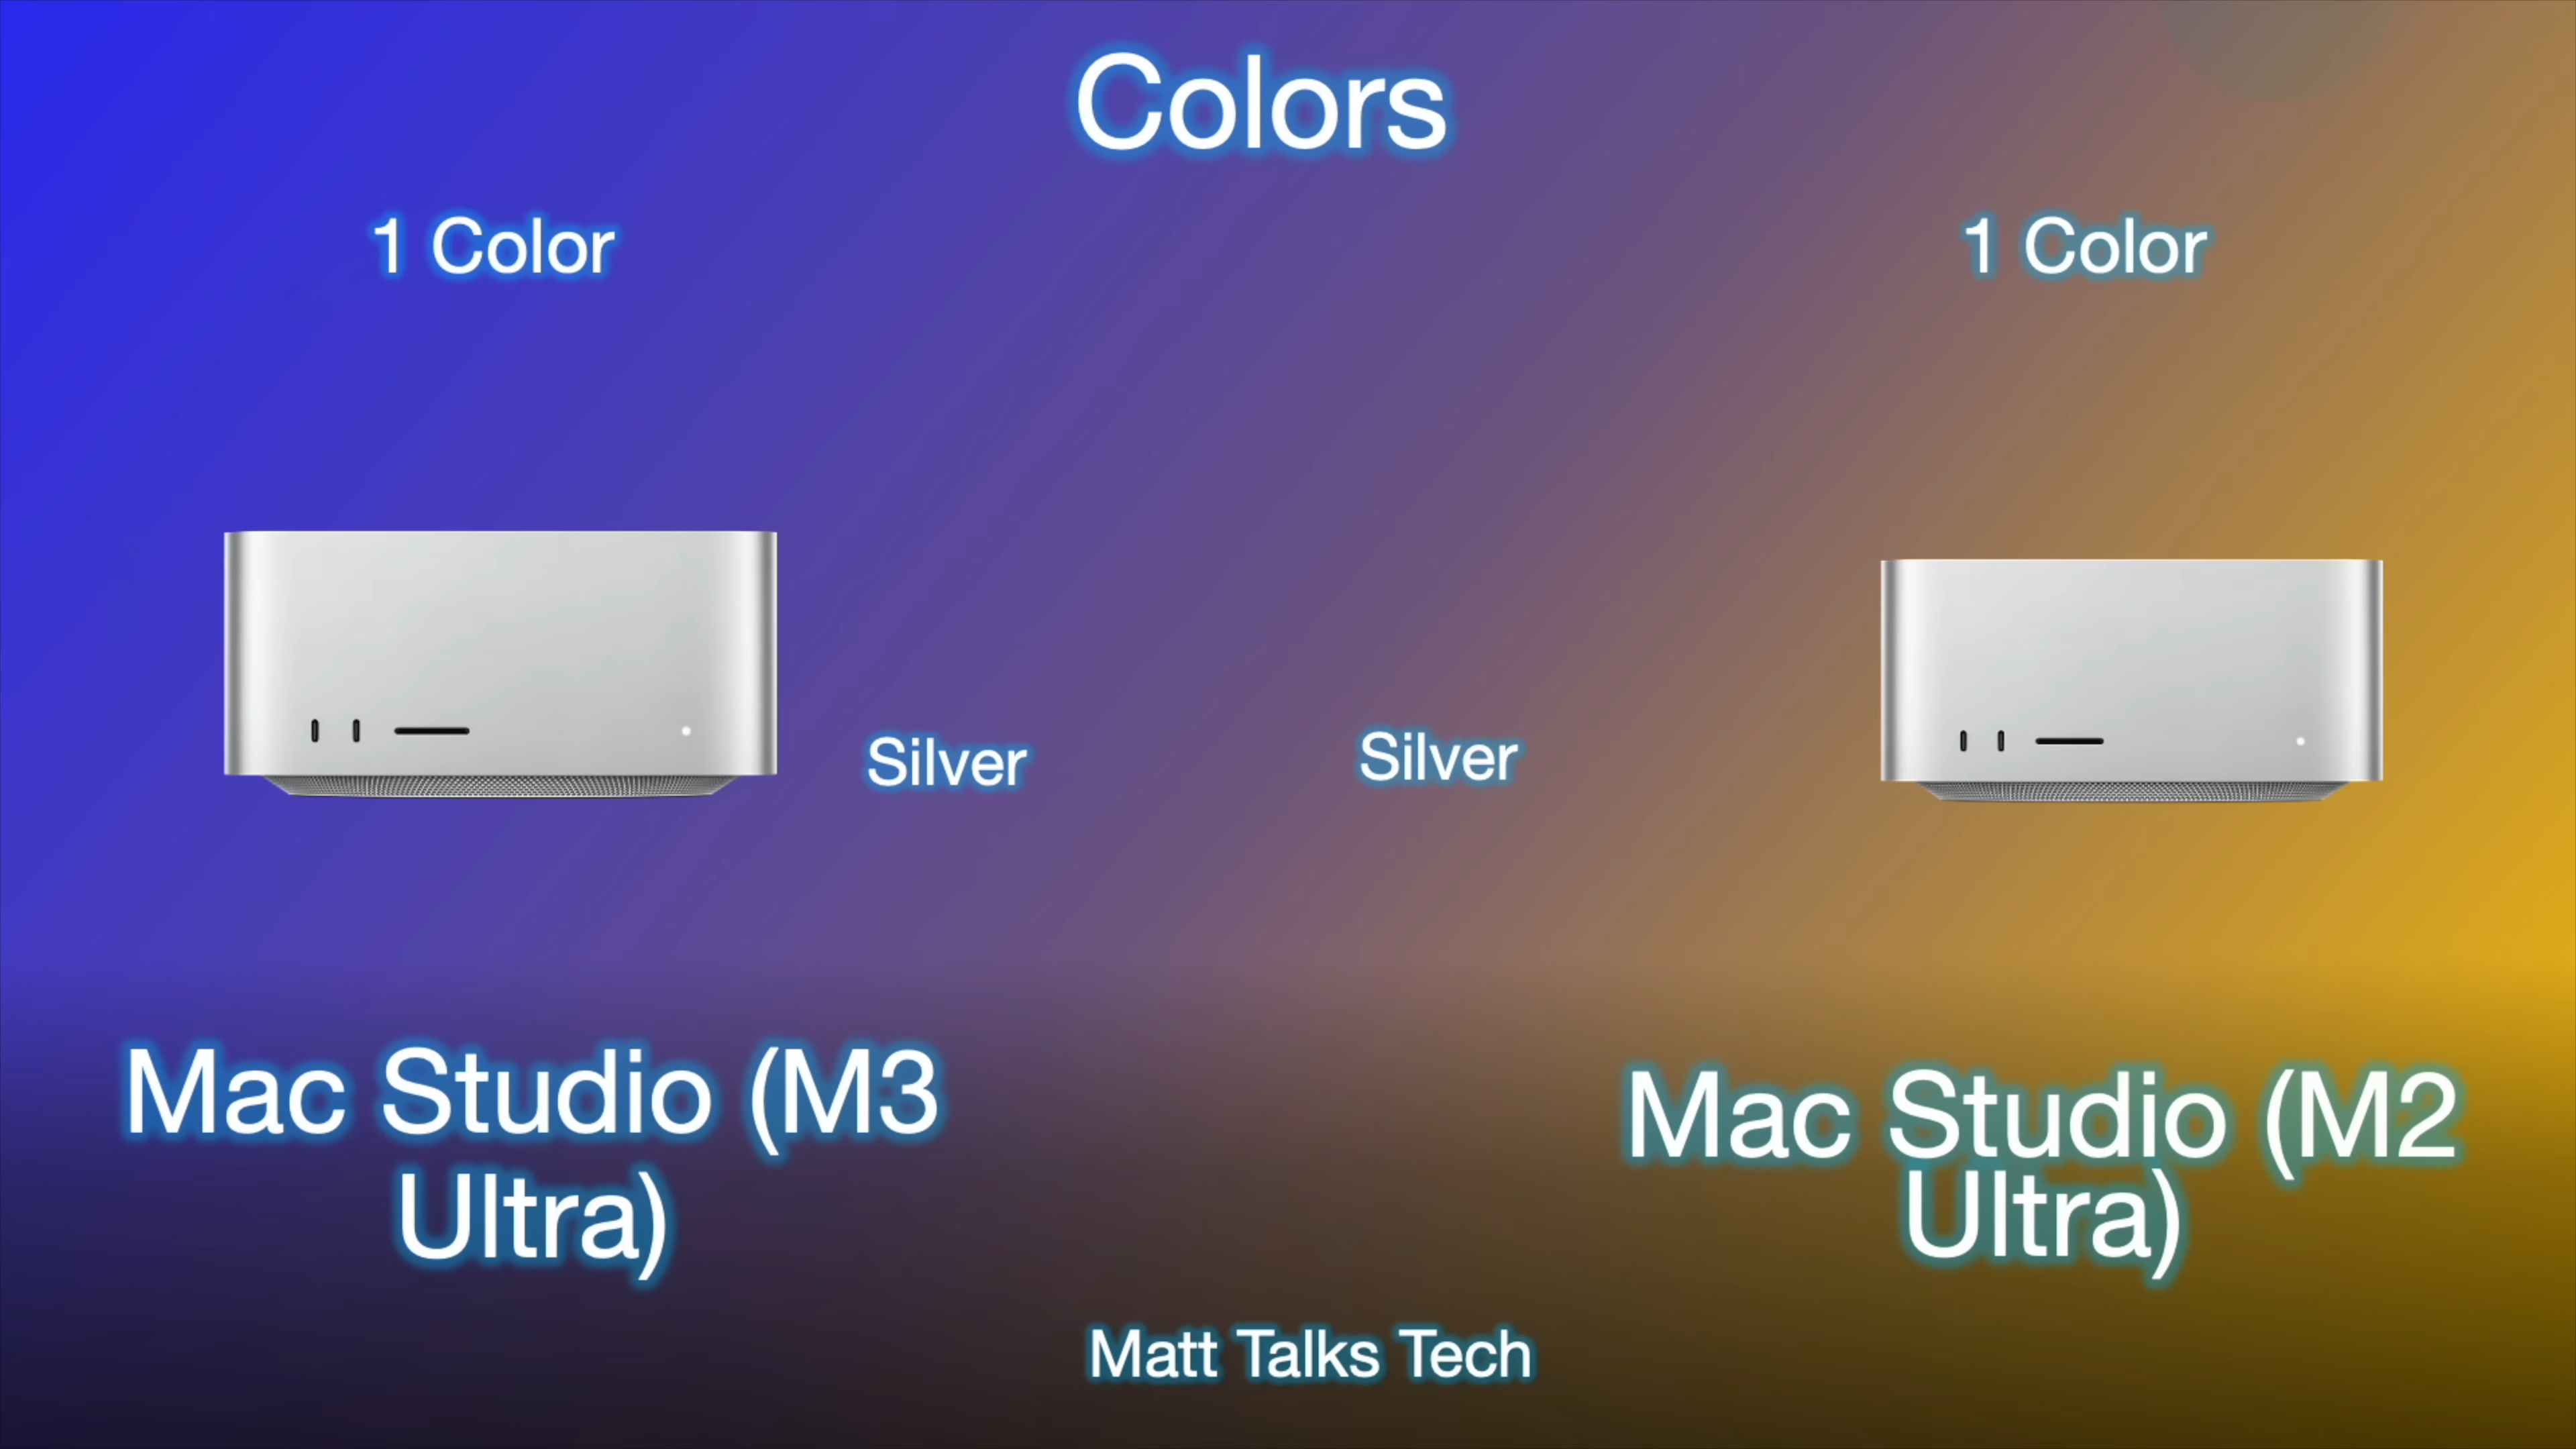 Colors
1 Color
1 Color
Silver
Silver
Mac Studio (M3
Ultra)
Mac Studio (M2
Ultra)
Matt Talks Tech